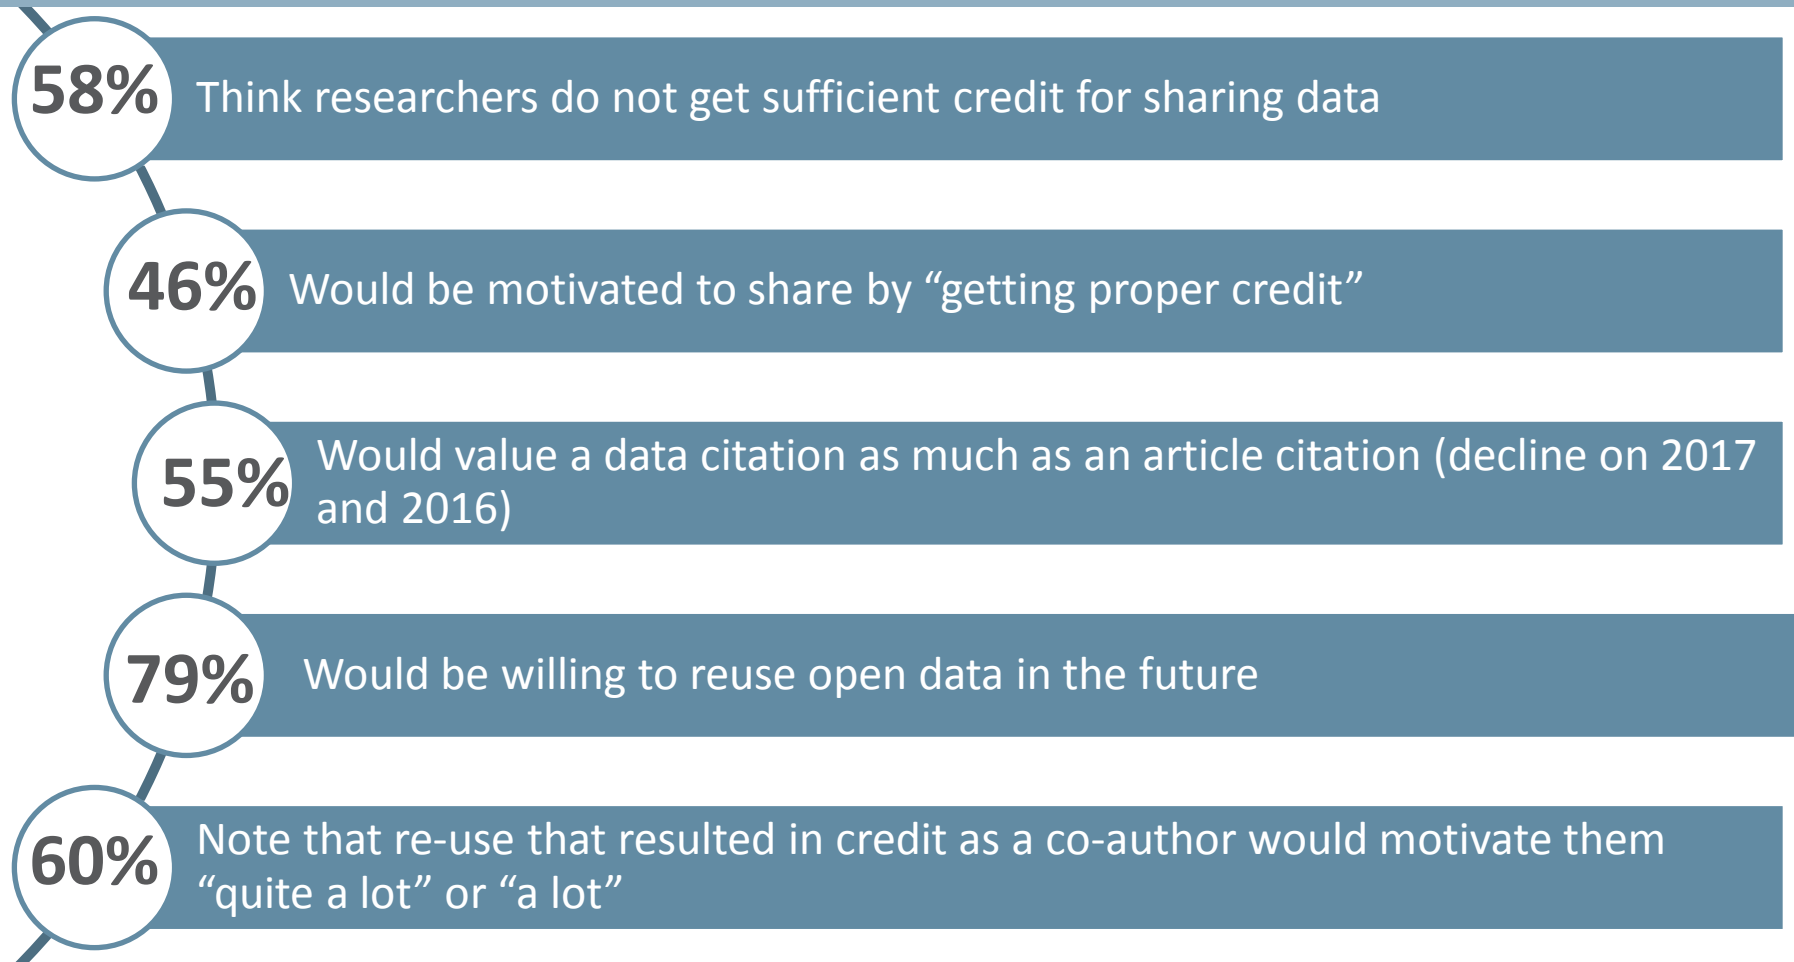 58%
Think researchers do not get sufficient credit for sharing data
46%
Would be motivated to share by “getting proper credit”
55%
Would value a data citation as much as an article citation (decline on 2017
and 2016)
79%
Would be willing to reuse open data in the future
60%
Note that re-use that resulted in credit as a co-author would motivate them
“quite a lot” or “a lot”